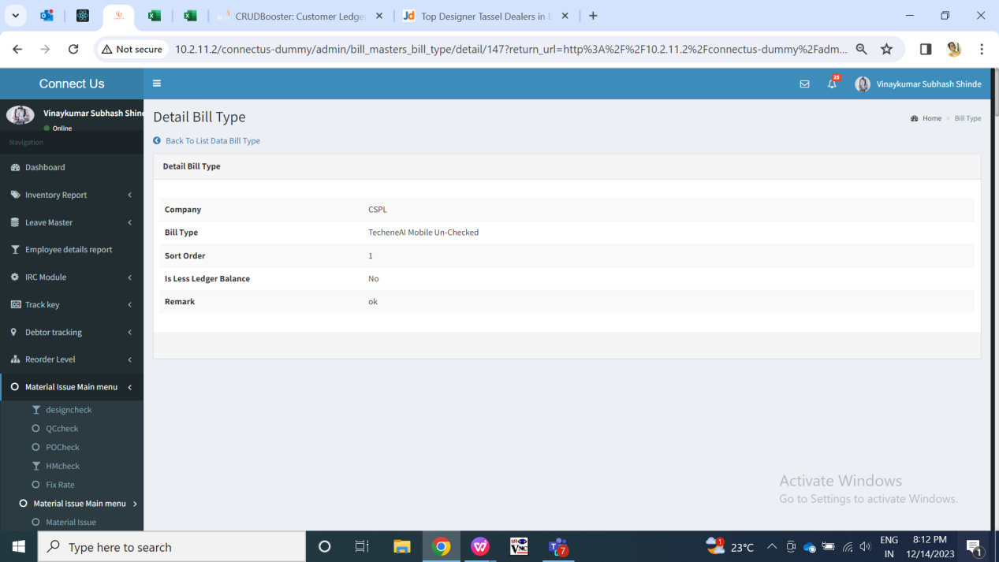 CRUDBooster: Customer Ledge
Jd Top Designer Tassel Dealers in
Not secure 10.2.11.2/connectus-dummy/admin/bill_masters_bill_type/detail/147?return_url=http%3A%2F%2F10.2.11.2%2Fconnectus-dummy%2Fadm...
Connect Us
25
Vinaykumar Subhash Shinde
Vinaykumar Subhash Shind
Online
Navigation
Dashboard
Inventory Report
Leave Master
Employee details report
IRC Module
CC Track key
Debtor tracking
Reorder Level
Material Issue Main menu
designcheck
QCcheck
POCheck
HMcheck
Fix Rate
Material Issue Main menu
Material Issue
Detail Bill Type
Home > Bill Type
Back To List Data Bill Type
Detail Bill Type
Company CSPL
Bill Type TecheneAI Mobile Un-Checked
Sort Order 1
Is Less Ledger Balance No
Remark ok
Activate Windows
Go to Settings to activate Windows.
Type here to search
VNC
7
1
23°C
ENG
IN
8:12 PM
12/14/2023
1